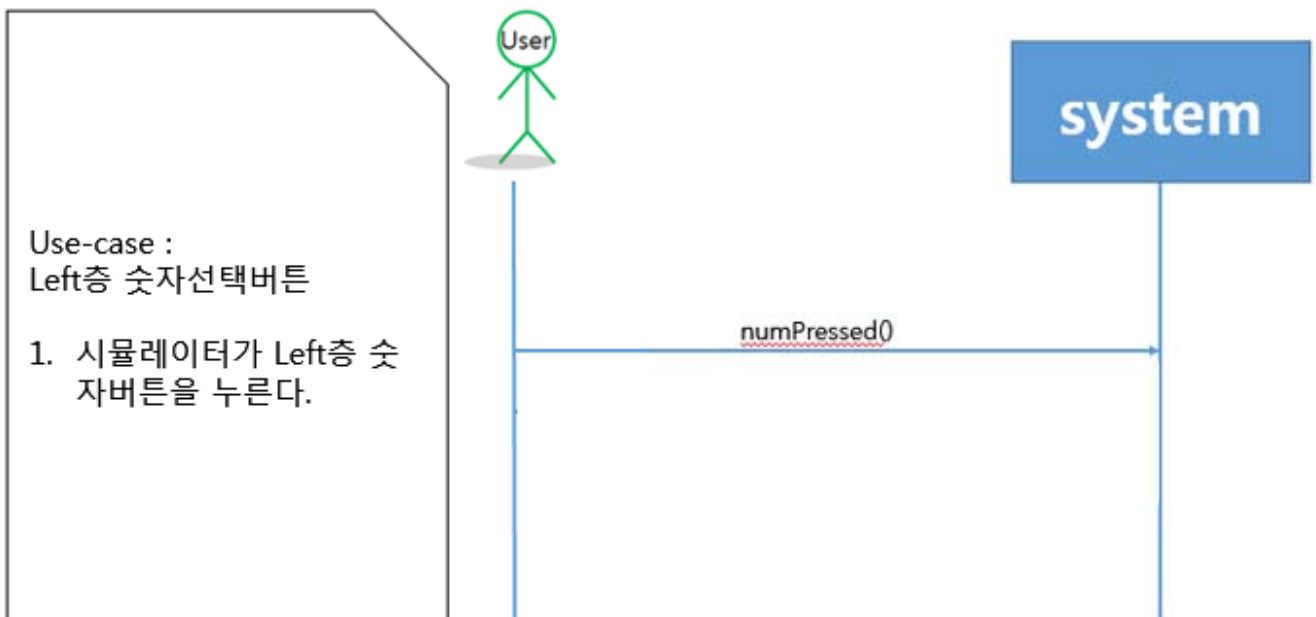 User
system
Use-case :
Left층 숫자선택버튼
numPressed()
1. 시뮬레이터가 Left층 숫
자버튼을 누른다.